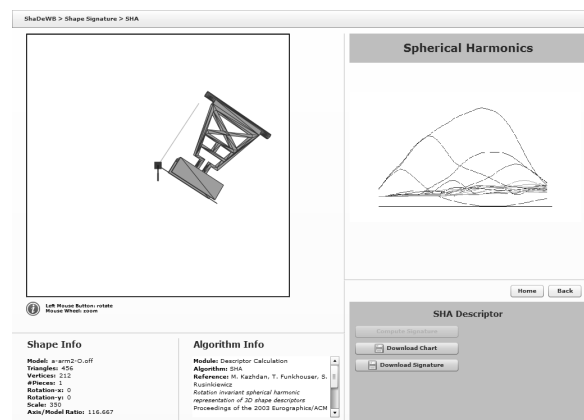 ShaDeWB > Shape Signature > SHA
Spherical Harmonics
Left Mouse Button: rotate
Mouse Wheel: zoom
Home
Back
SHA Descriptor
Compute Signature
Download Chart
Download Signature
Shape Info
Model: a-arm2-O.off
Triangles: 456
Vertices: 212
#Pieces: 1
Rotation-x: 0
Rotation-y: 0
Scale: 350
Axis/Model Ratio: 116.667
Algorithm Info
Module: Descriptor Calculation
Algorithm: SHA
Reference: M. Kazhdan, T. Funkhouser, S.
Rusinkiewicz
Rotation invariant spherical harmonic
representation of 3D shape descriptors
Proceedings of the 2003 Eurographics/ACM